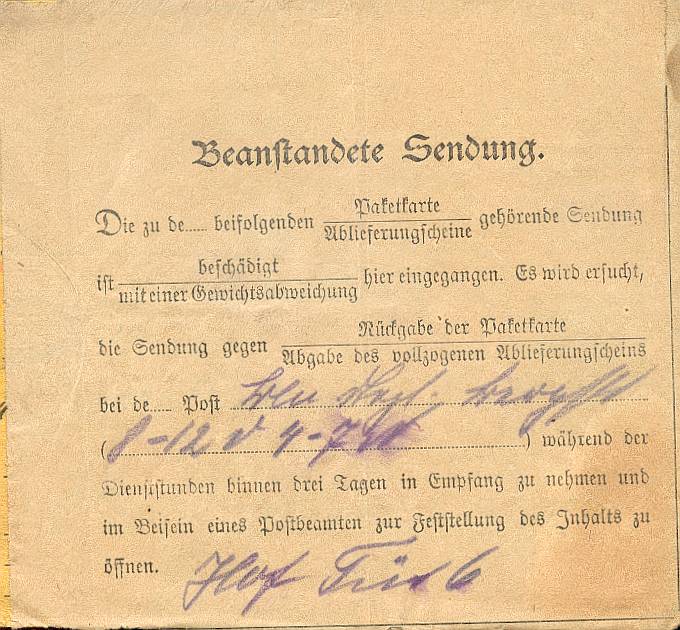 Beanstandete Sendung.
Paketkarte
Die zu de..... beifolgenden Ablieferungscheine gehörende Sendung
beschädigt
ist mit einer Gewichtsabweichung hier eingegangen. Es wird ersucht,
Rückgabe der Paketkarte
die Sendung gegen Abgabe des vollzogenen Ablieferungscheins
bei de..... Post
(8-12 4-7 ) während der
Dienststunden binnen drei Tagen in Empfang zu nehmen und
im Beisein eines Postbeamten zur Feststellung des Inhalts zu
öffnen. Hof 6